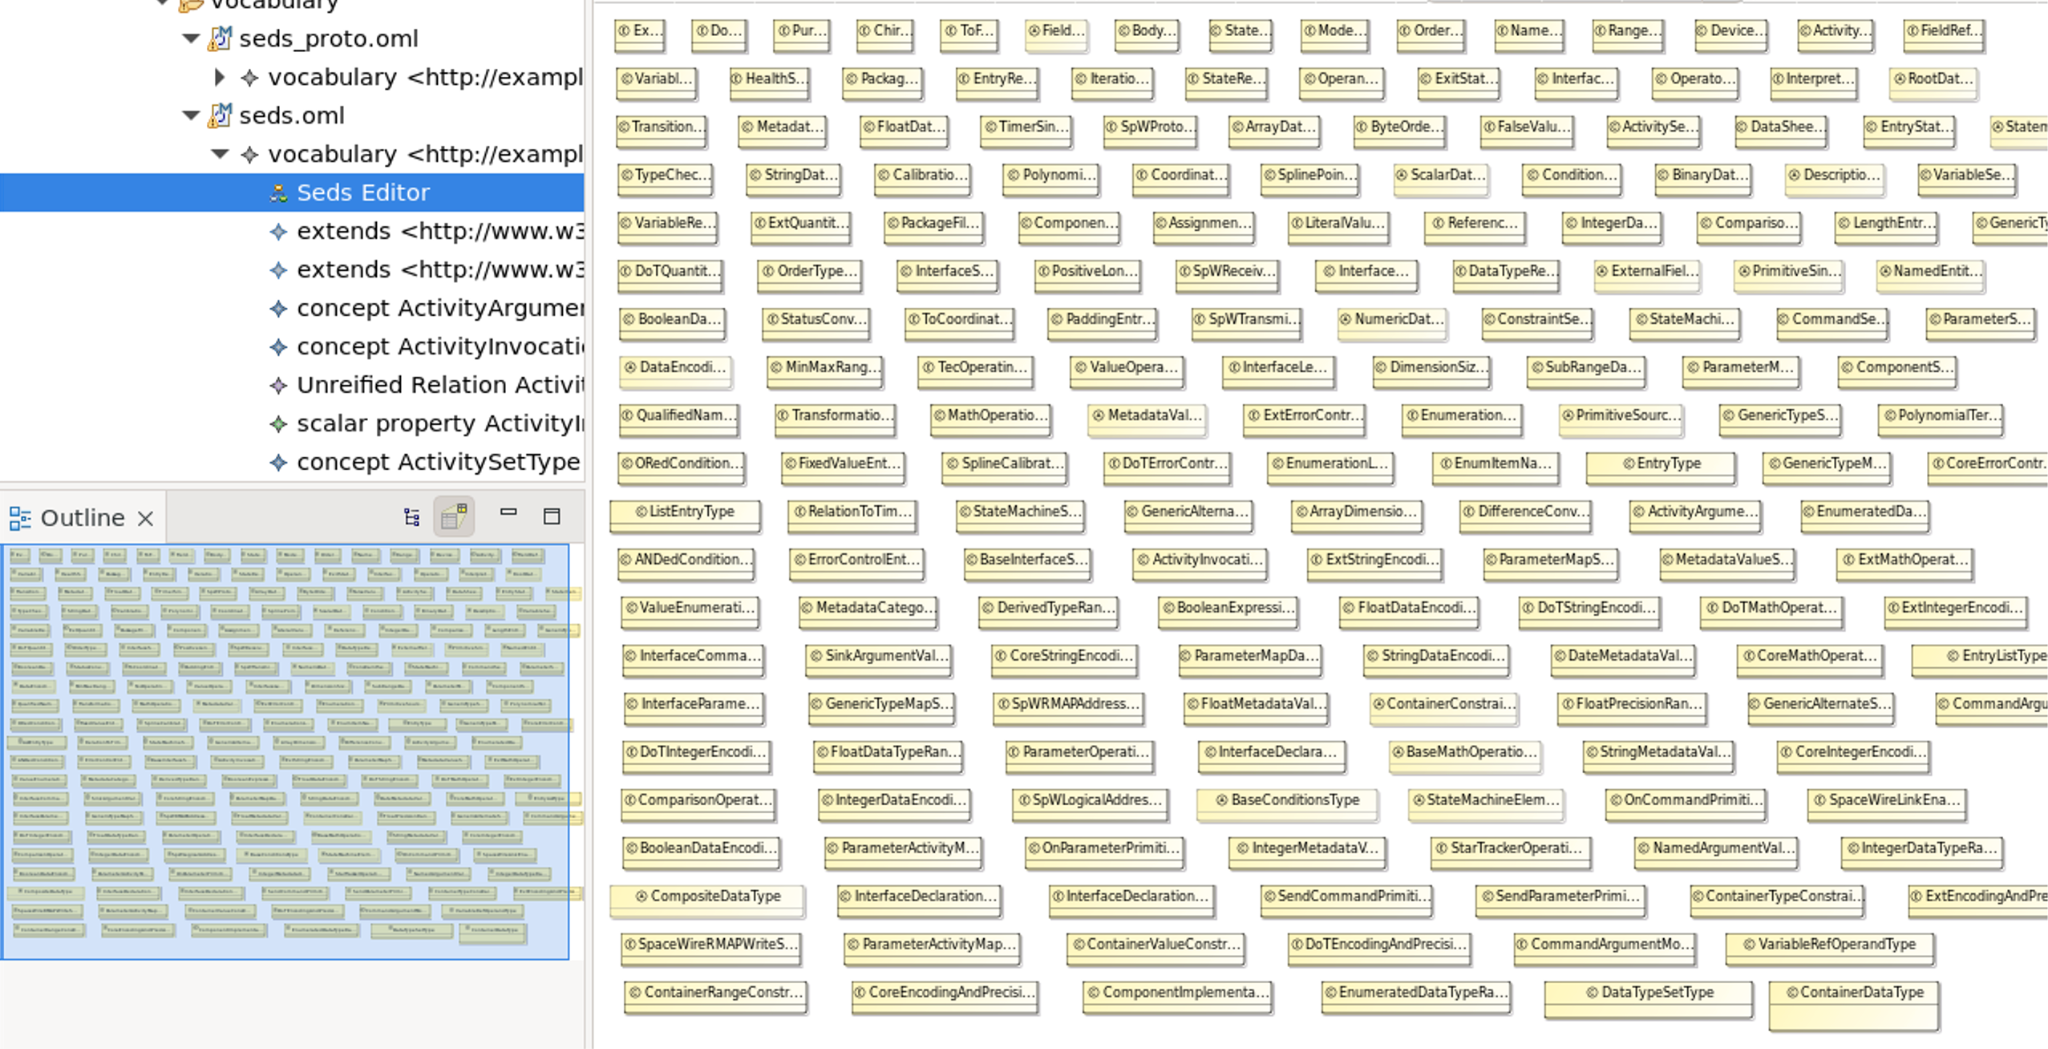 vocabulary
seds_proto.oml
vocabulary <http://exampl
seds.oml
vocabulary <http://exampl
Seds Editor
extends <http://www.w3
extends <http://www.w3
concept ActivityArgumer
concept ActivityInvocati
Unreified Relation Activit
scalar property ActivityI
concept ActivitySetType
Outline
Ex... Do... Pur... Chir... ToF... Field... Body... State... Mode... Order... Name... Range... Device... Activity... FieldRef...
Variabl... HealthS... Packag... EntryRe... Iteratio... StateRe... Operan... ExitStat... Interfac... Operato... Interpret... RootDat...
Transition... Metadat... FloatDat... TimerSin... SpWProto... ArrayDat... ByteOrde... FalseValu... ActivitySe... DataShee... EntryStat... Statem
TypeChec... StringDat... Calibratio... Polynomi... Coordinat... SplinePoin... ScalarDat... Condition... BinaryDat... Descriptio... VariableSe...
VariableRe... ExtQuantit... PackageFil... Componen... Assignmen... LiteralValu... Referenc... IntegerDa... Compariso... LengthEntr... GenericTy
DoTQuantit... OrderType... InterfaceS... PositiveLon... SpWReceiv... Interface... DataTypeRe... ExternalFiel... PrimitiveSin... NamedEntit...
BooleanDa... StatusConv... ToCoordinat... PaddingEntr... SpWTransmi... NumericDat... ConstraintSe... StateMachi... CommandSe... ParameterS...
DataEncodi... MinMaxRang... TecOperatin... ValueOpera... InterfaceLe... DimensionSiz... SubRangeDa... ParameterM... ComponentS...
QualifiedNam... Transformatio... MathOperatio... MetadataVal... ExtErrorContr... Enumeration... PrimitiveSourc... GenericTypeS... PolynomialTer...
ORedCondition... FixedValueEnt... SplineCalibrat... DoTErrorContr... EnumerationL... EnumItemNa... EntryType GenericTypeM... CoreErrorContr.
ListEntryType RelationToTim... StateMachineS... GenericAlterna... ArrayDimensio... DifferenceConv... ActivityArgume... EnumeratedDa...
ANDedCondition... ErrorControlEnt... BaseInterfaceS... ActivityInvocati... ExtStringEncodi... ParameterMapS... MetadataValueS... ExtMathOperat...
ValueEnumerati... MetadataCatego... DerivedTypeRan... BooleanExpressi... FloatDataEncodi... DoTStringEncodi... DoTMathOperat... ExtIntegerEncodi...
InterfaceComma... SinkArgumentVal... CoreStringEncodi... ParameterMapDa... StringDataEncodi... DateMetadataVal... CoreMathOperat... EntryListType
InterfaceParame... GenericTypeMapS... SpWRMAPAddress... FloatMetadataVal... ContainerConstrai... FloatPrecisionRan... GenericAlternateS... CommandArgu
DoTIntegerEncodi... FloatDataTypeRan... ParameterOperati... InterfaceDeclara... BaseMathOperatio... StringMetadataVal... CoreIntegerEncodi...
ComparisonOperat... IntegerDataEncodi... SpWLogicalAddres... BaseConditionsType StateMachineElem... OnCommandPrimiti... SpaceWireLinkEna...
BooleanDataEncodi... ParameterActivityM... OnParameterPrimiti... IntegerMetadataV... StarTrackerOperati... NamedArgumentVal... IntegerDataTypeRa...
CompositeDataType InterfaceDeclaration... InterfaceDeclaration... SendCommandPrimiti... SendParameterPrimi... ContainerTypeConstrai... ExtEncodingAndPre
SpaceWireRMAPWriteS... ParameterActivityMap... ContainerValueConstr... DoTEncodingAndPrecisi... CommandArgumentMo... VariableRefOperandType
ContainerRangeConstr... CoreEncodingAndPrecisi... ComponentImplementa... EnumeratedDataTypeRa... DataTypeSetType ContainerDataType